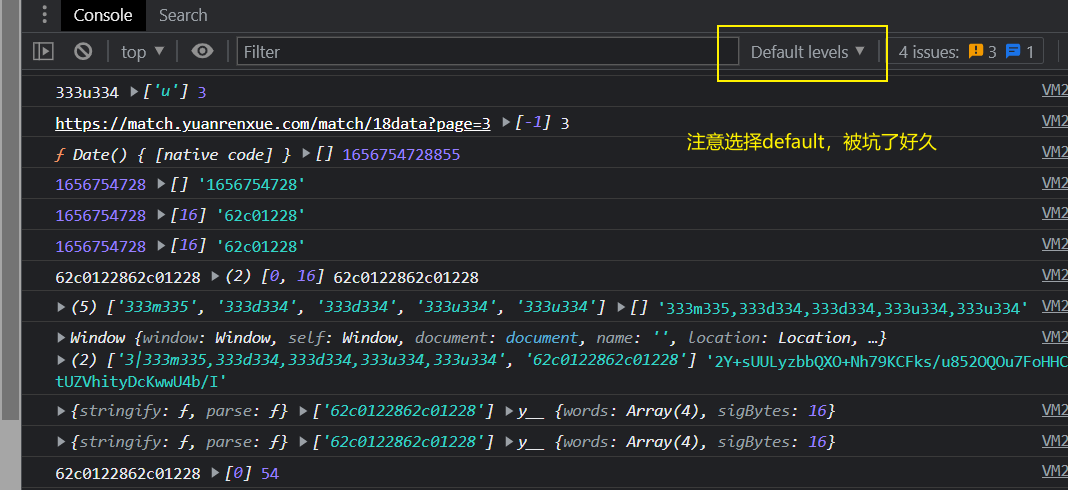 Console Search
top ▼ Filter Default levels ▼ 4 issues: 3 1
333u334 ▶['u'] 3 VM2
https://match.yuanrenxue.com/match/18data?page=3 ▶[-1] 3 VM2
注意选择default，被坑了好久
ƒ Date() { [native code] } ▶[] 1656754728855 VM2
1656754728 ▶[] '1656754728' VM2
1656754728 ▶[16] '62c01228' VM2
1656754728 ▶[16] '62c01228' VM2
62c0122862c01228 ▶(2) [0, 16] 62c0122862c01228 VM2
▶(5) ['333m335', '333d334', '333d334', '333u334', '333u334'] ▶[] '333m335,333d334,333d334,333u334,333u334' VM2
▶Window {window: Window, self: Window, document: document, name: '', location: Location, …} VM2
▶(2) ['3|333m335,333d334,333d334,333u334,333u334', '62c0122862c01228'] '2Y+sUULyzbbQXO+Nh79KCFks/u852OQOu7FoHHC
tUZVhityDcKwwU4b/I'
▶{stringify: ƒ, parse: ƒ} ▶['62c0122862c01228'] ▶y__ {words: Array(4), sigBytes: 16} VM2
▶{stringify: ƒ, parse: ƒ} ▶['62c0122862c01228'] ▶y__ {words: Array(4), sigBytes: 16} VM2
62c0122862c01228 ▶[0] 54 VM2